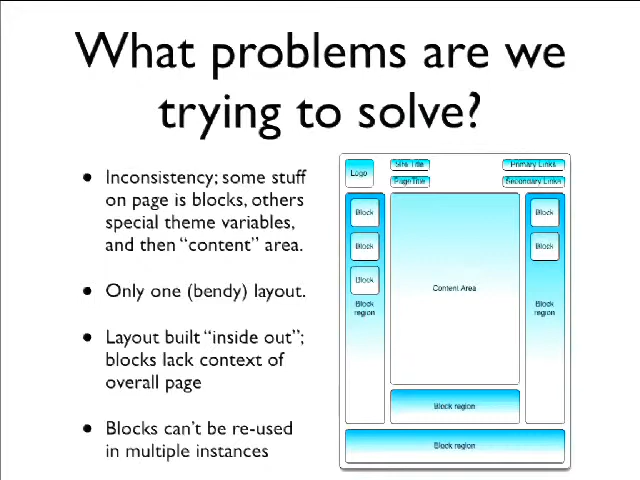 What problems are we
trying to solve?
• Inconsistency; some stuff
on page is blocks, others
special theme variables,
and then “content” area.
• Only one (bendy) layout.
• Layout built “inside out”;
blocks lack context of
overall page
• Blocks can’t be re-used
in multiple instances
Logo
Site Title
Page Title
Primary Links
Secondary Links
Block
Block
Block
Block
region
Content Area
Block
Block
Block
region
Block region
Block region